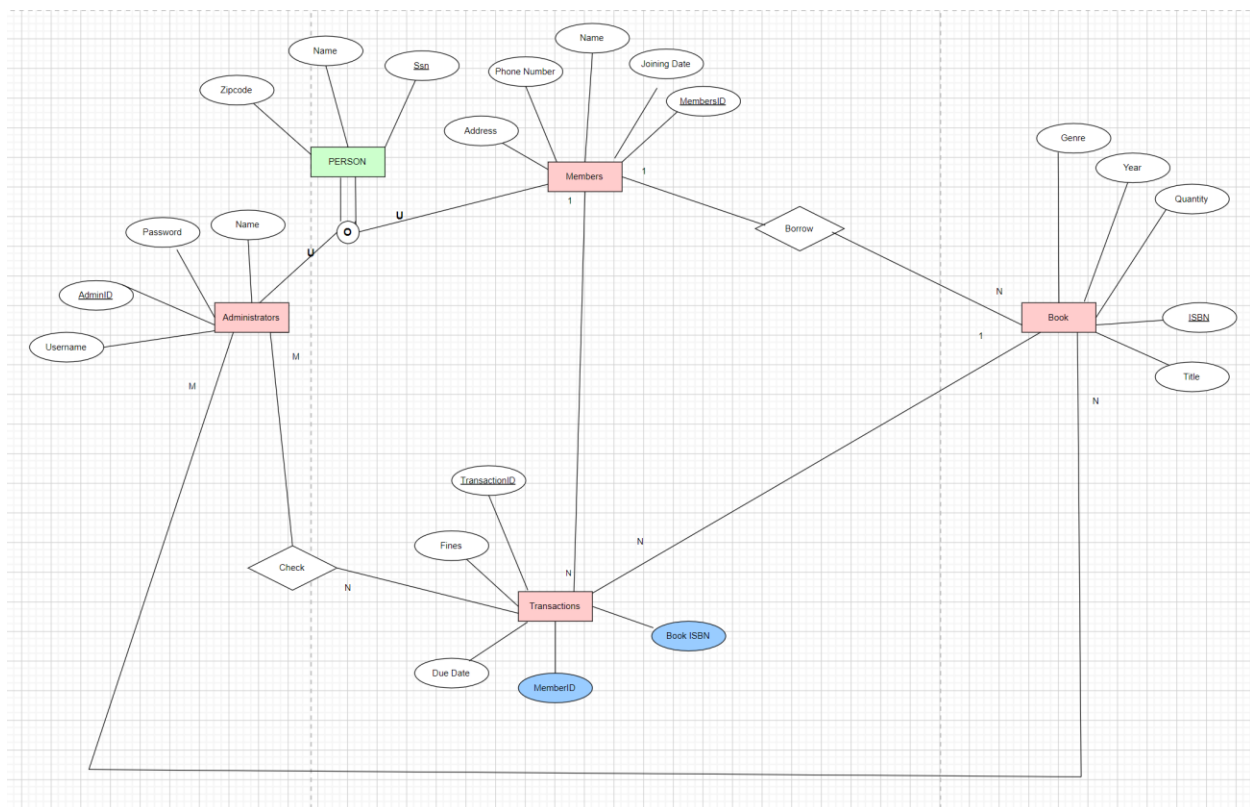 Name
Name
Ssn
Phone Number
Joining Date
Zipcode
MembersID
Address
Genre
PERSON
Members
Year
1
1
Quantity
U
Name
Password
O
Borrow
U
AdminID
N
Administrators
Book
ISBN
Username
1
M
M
Title
N
TransactionID
Fines
N
Check
N
N
Transactions
Book ISBN
Due Date
MemberID